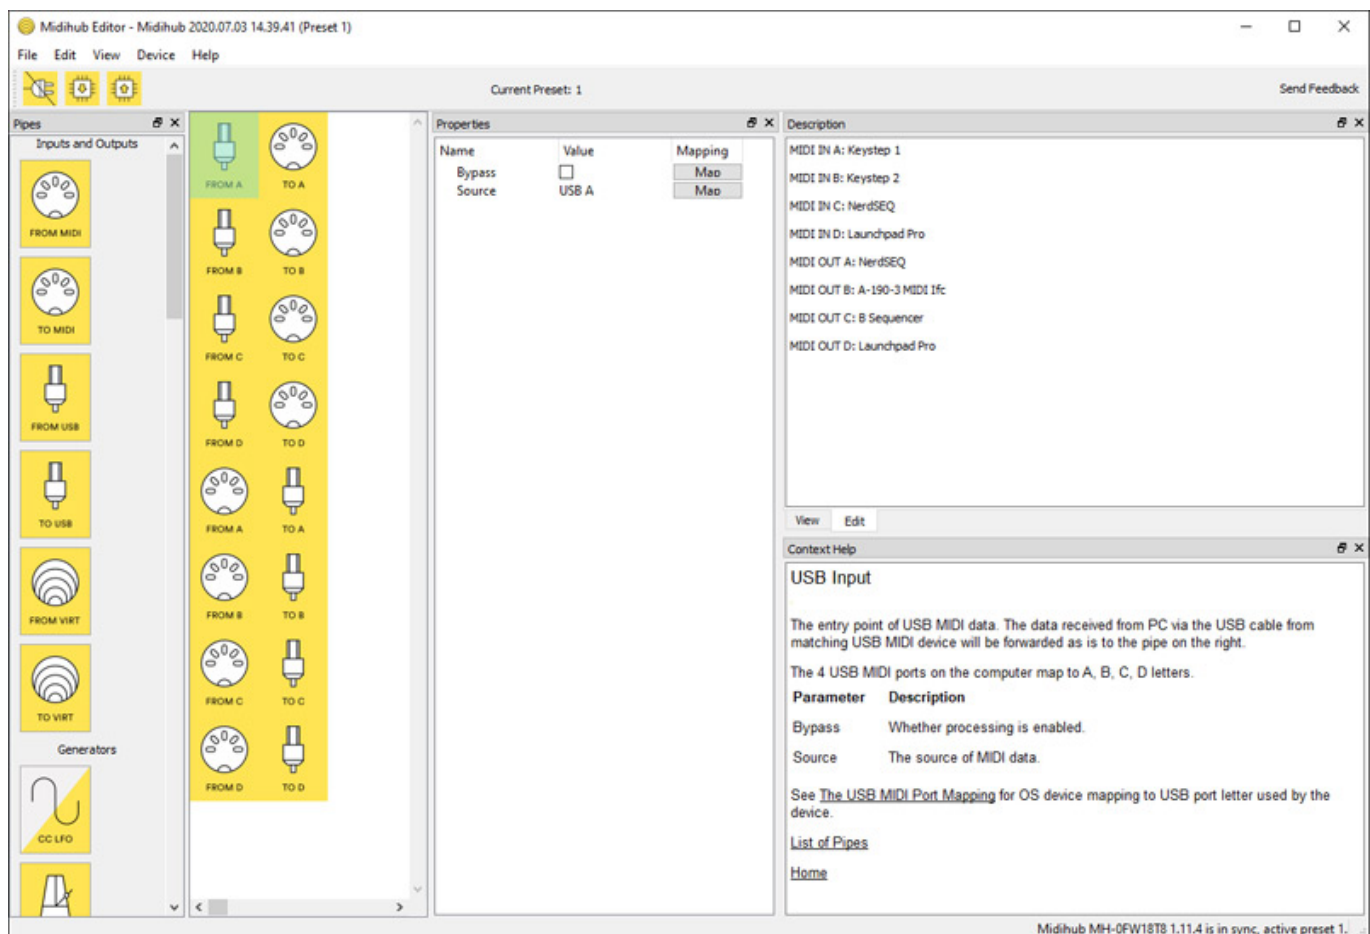 Midihub Editor - Midihub 2020.07.03 14.39.41 (Preset 1)
File Edit View Device Help
Current Preset: 1
Send Feedback
Pipes
Inputs and Outputs
FROM MIDI
TO MIDI
FROM USB
TO USB
FROM VIRT
TO VIRT
Generators
CC LFO
FROM A TO A
FROM B TO B
FROM C TO C
FROM D TO D
FROM A TO A
FROM B TO B
FROM C TO C
FROM D TO D
Properties
Name Value Mapping
Bypass Map
Source USB A Map
Description
MIDI IN A: Keystep 1
MIDI IN B: Keystep 2
MIDI IN C: NerdSEQ
MIDI IN D: Launchpad Pro
MIDI OUT A: NerdSEQ
MIDI OUT B: A-190-3 MIDI Ifc
MIDI OUT C: B Sequencer
MIDI OUT D: Launchpad Pro
View Edit
Context Help
USB Input
The entry point of USB MIDI data. The data received from PC via the USB cable from
matching USB MIDI device will be forwarded as is to the pipe on the right.
The 4 USB MIDI ports on the computer map to A, B, C, D letters.
Parameter Description
Bypass Whether processing is enabled.
Source The source of MIDI data.
See The USB MIDI Port Mapping for OS device mapping to USB port letter used by the
device.
List of Pipes
Home
Midihub MH-0FW18T8 1.11.4 is in sync, active preset 1.